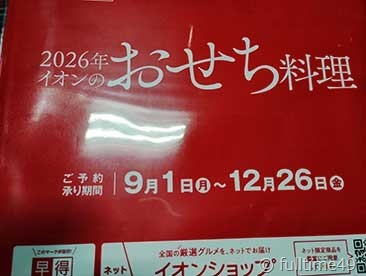 2026年
イオンの おせち料理
ご予約
承り期間
9月1日月～12月26日金
早得
ネット
全国の厳選グルメを、ネットでお届け
イオンショップ
ネット限定商品を
@ fulltime49